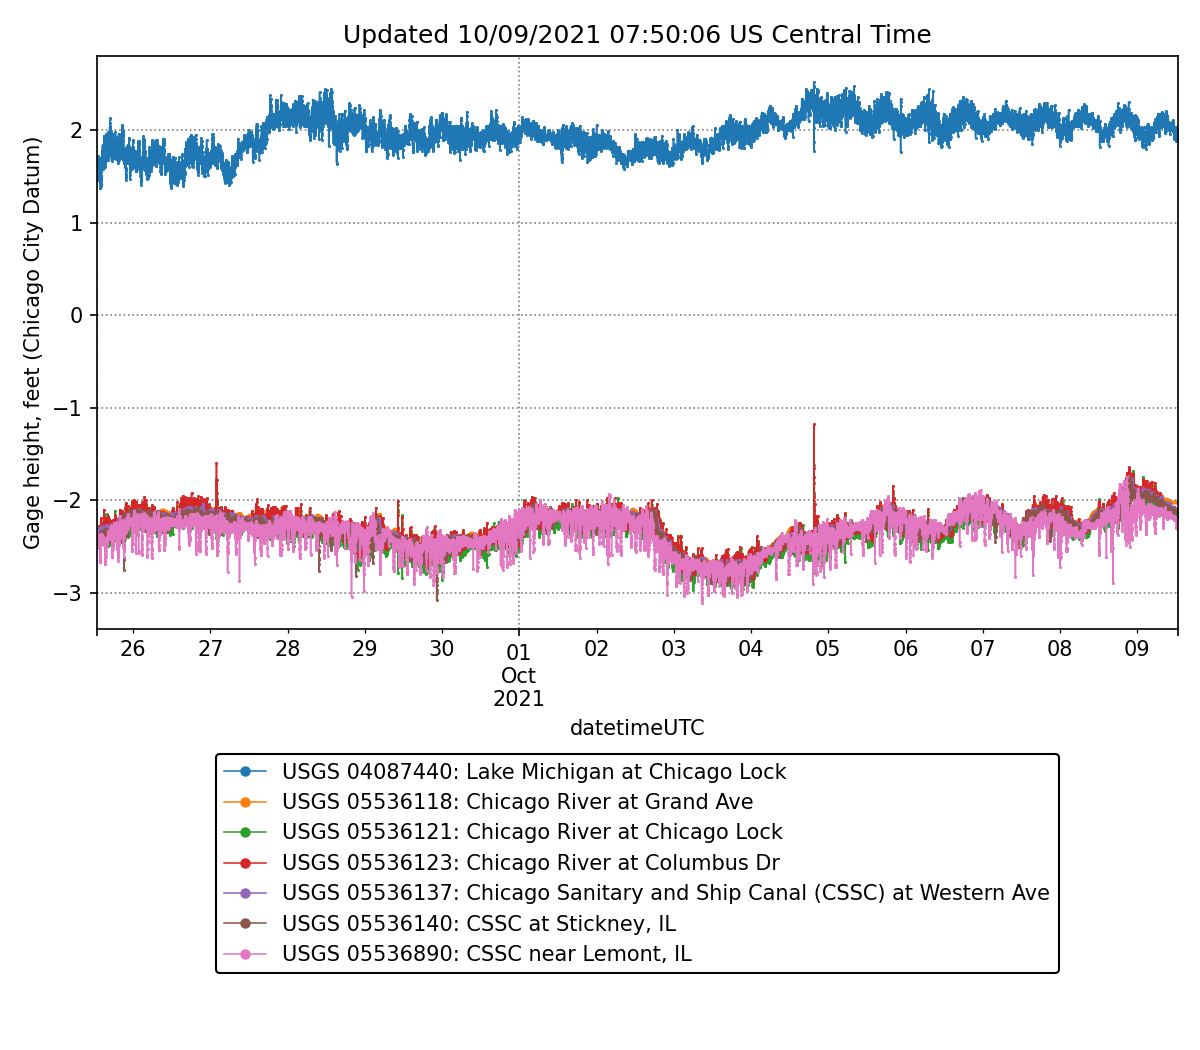 Updated 10/09/2021 07:50:06 US Central Time
Gage height, feet (Chicago City Datum)
2
1
0
−1
−2
−3
26 27 28 29 30 01 02 03 04 05 06 07 08 09
Oct
2021
datetimeUTC
USGS 04087440: Lake Michigan at Chicago Lock
USGS 05536118: Chicago River at Grand Ave
USGS 05536121: Chicago River at Chicago Lock
USGS 05536123: Chicago River at Columbus Dr
USGS 05536137: Chicago Sanitary and Ship Canal (CSSC) at Western Ave
USGS 05536140: CSSC at Stickney, IL
USGS 05536890: CSSC near Lemont, IL